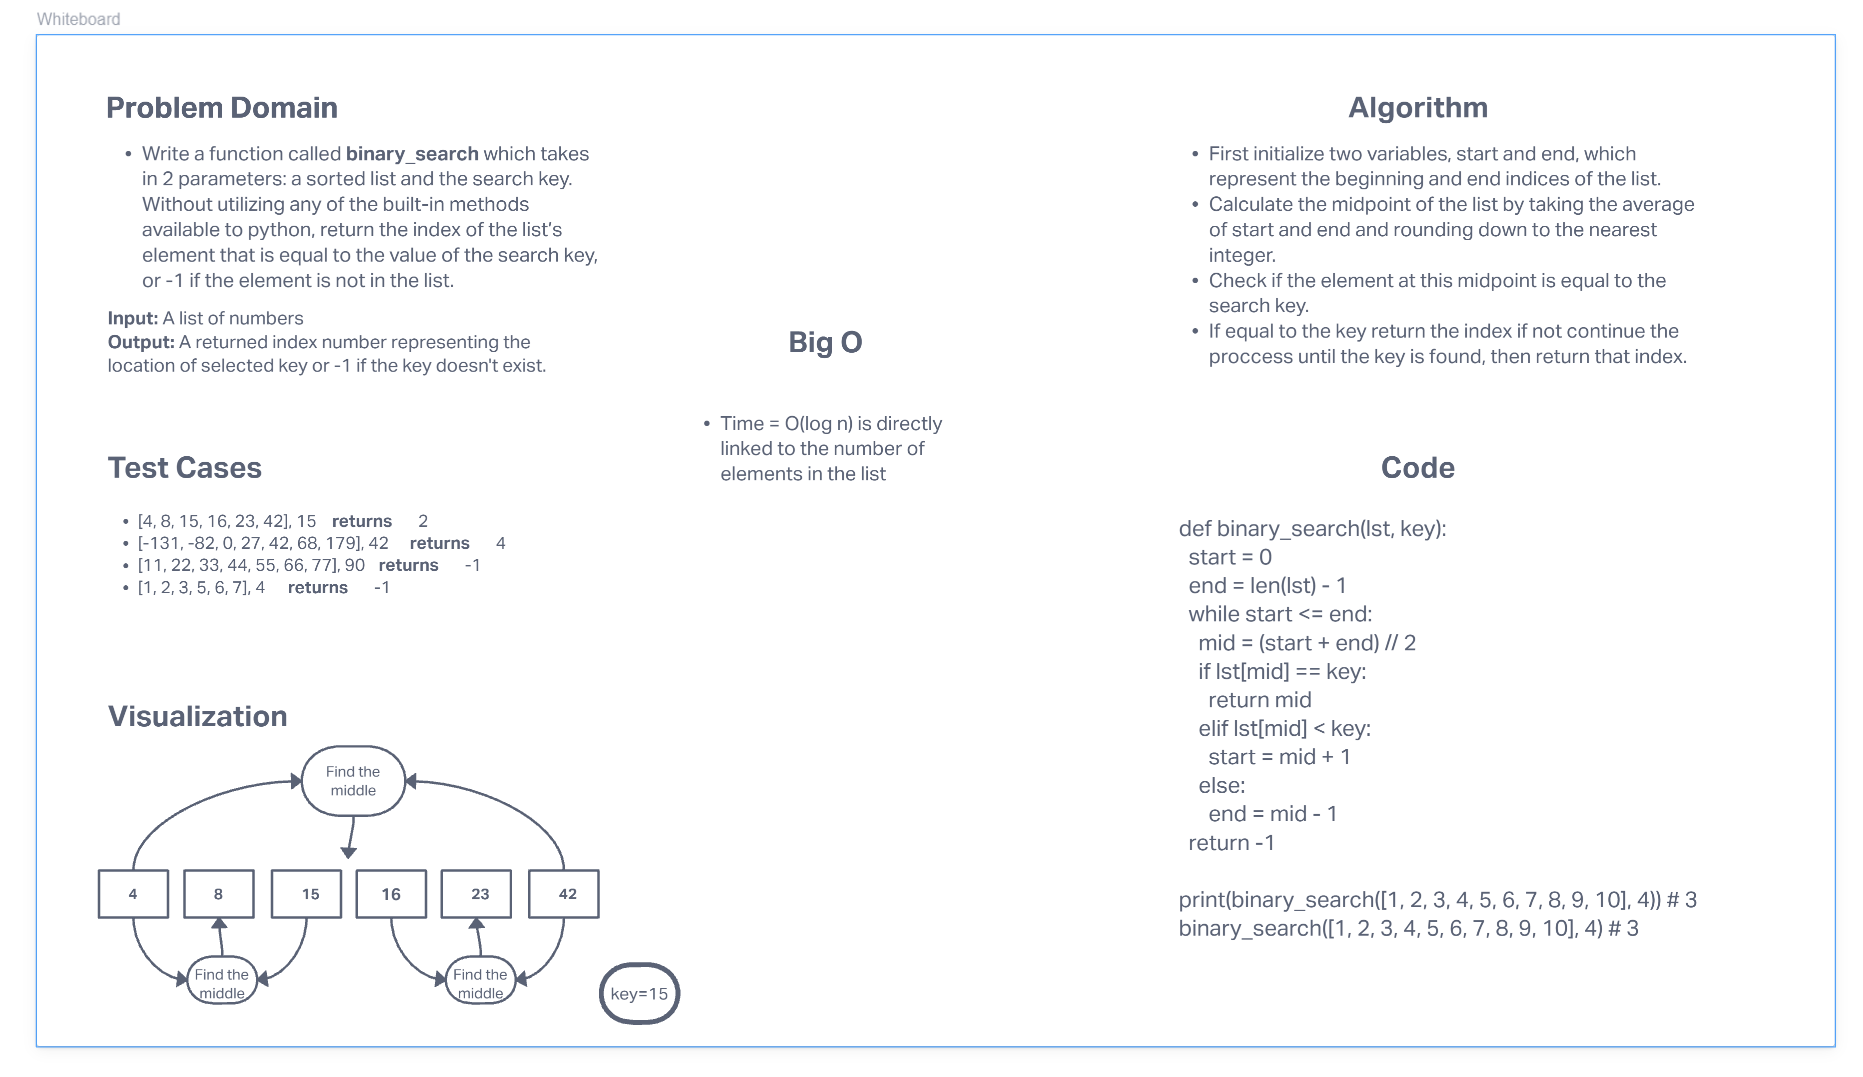 Whiteboard
Problem Domain
• Write a function called binary_search which takes
in 2 parameters: a sorted list and the search key.
Without utilizing any of the built-in methods
available to python, return the index of the list's
element that is equal to the value of the search key,
or -1 if the element is not in the list.
Input: A list of numbers
Output: A returned index number representing the
location of selected key or -1 if the key doesn't exist.
Test Cases
• [4, 8, 15, 16, 23, 42], 15 returns 2
• [-131, -82, 0, 27, 42, 68, 179], 42 returns 4
• [11, 22, 33, 44, 55, 66, 77], 90 returns -1
• [1, 2, 3, 5, 6, 7], 4 returns -1
Visualization
Find the
middle
4 8 15 16 23 42
Find the
middle
Find the
middle
key=15
Big O
• Time = O(log n) is directly
linked to the number of
elements in the list
Algorithm
• First initialize two variables, start and end, which
represent the beginning and end indices of the list.
• Calculate the midpoint of the list by taking the average
of start and end and rounding down to the nearest
integer.
• Check if the element at this midpoint is equal to the
search key.
• If equal to the key return the index if not continue the
proccess until the key is found, then return that index.
Code
def binary_search(lst, key):
start = 0
end = len(lst) - 1
while start <= end:
mid = (start + end) // 2
if lst[mid] == key:
return mid
elif lst[mid] < key:
start = mid + 1
else:
end = mid - 1
return -1
print(binary_search([1, 2, 3, 4, 5, 6, 7, 8, 9, 10], 4)) # 3
binary_search([1, 2, 3, 4, 5, 6, 7, 8, 9, 10], 4) # 3